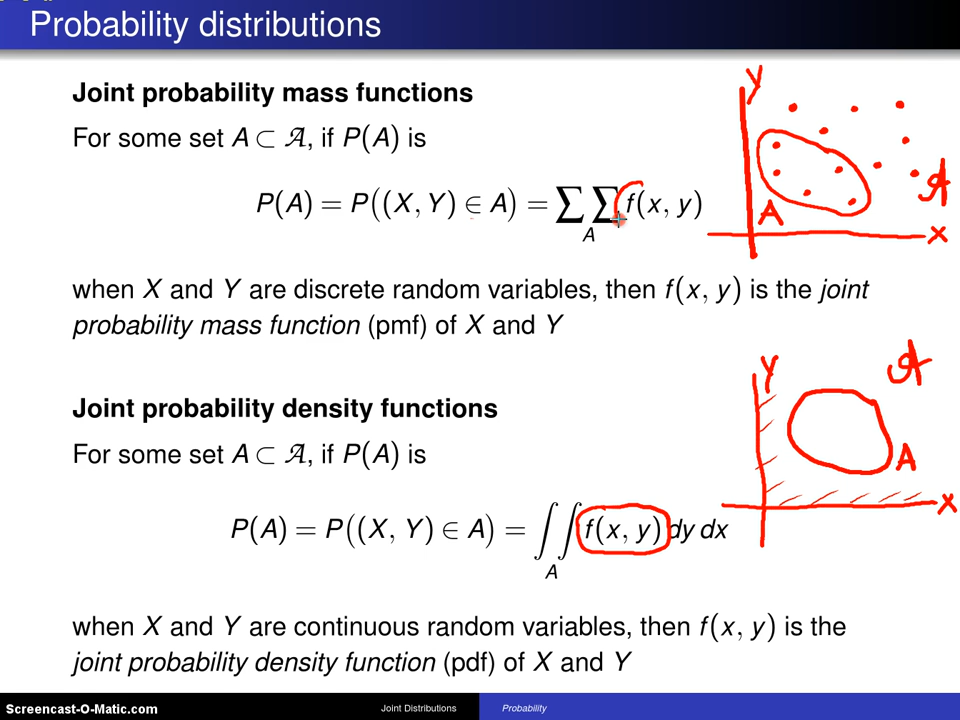 Probability distributions
Joint probability mass functions
For some set A ⊂ 𝒜, if P(A) is
P(A) = P((X, Y) ∈ A) = ∑∑ f(x, y)
A
when X and Y are discrete random variables, then f(x, y) is the joint
probability mass function (pmf) of X and Y
y
𝒜
A
x
Joint probability density functions
For some set A ⊂ 𝒜, if P(A) is
P(A) = P((X, Y) ∈ A) = ∫∫ f(x, y) dy dx
A
when X and Y are continuous random variables, then f(x, y) is the
joint probability density function (pdf) of X and Y
y
𝒜
A
x
Screencast-O-Matic.com
Joint Distributions
Probability